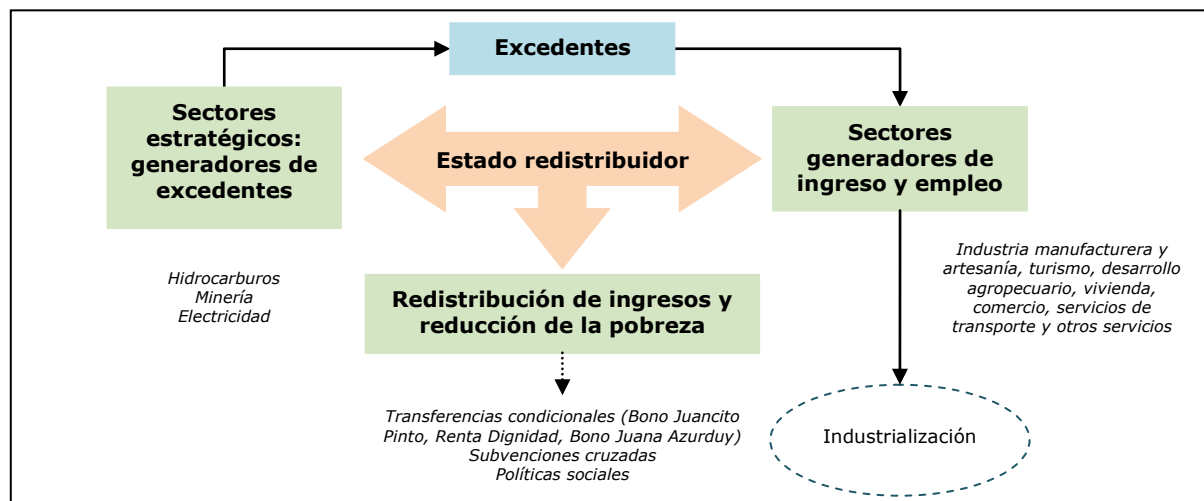 Excedentes
Sectores
estratégicos:
generadores de
excedentes
Estado redistribuidor
Sectores
generadores de
ingreso y empleo
Hidrocarburos
Minería
Electricidad
Redistribución de ingresos y
reducción de la pobreza
Industria manufacturera y
artesanía, turismo, desarrollo
agropecuario, vivienda,
comercio, servicios de
transporte y otros servicios
Transferencias condicionales (Bono Juancito
Pinto, Renta Dignidad, Bono Juana Azurduy)
Subvenciones cruzadas
Políticas sociales
Industrialización